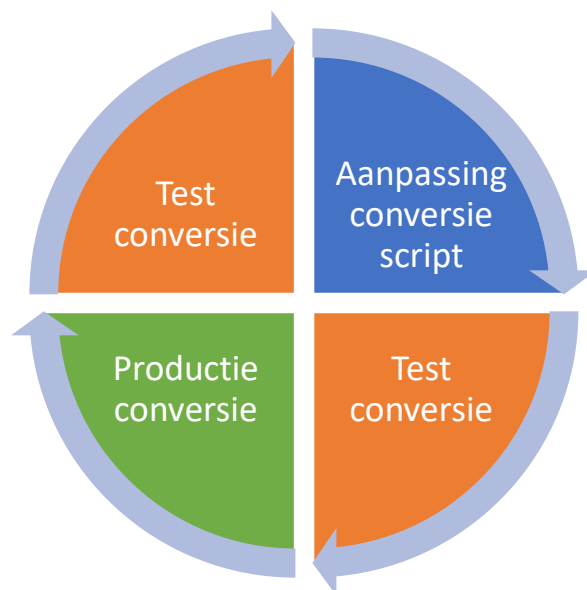 Test
conversie
Aanpassing
conversie
script
Productie
conversie
Test
conversie